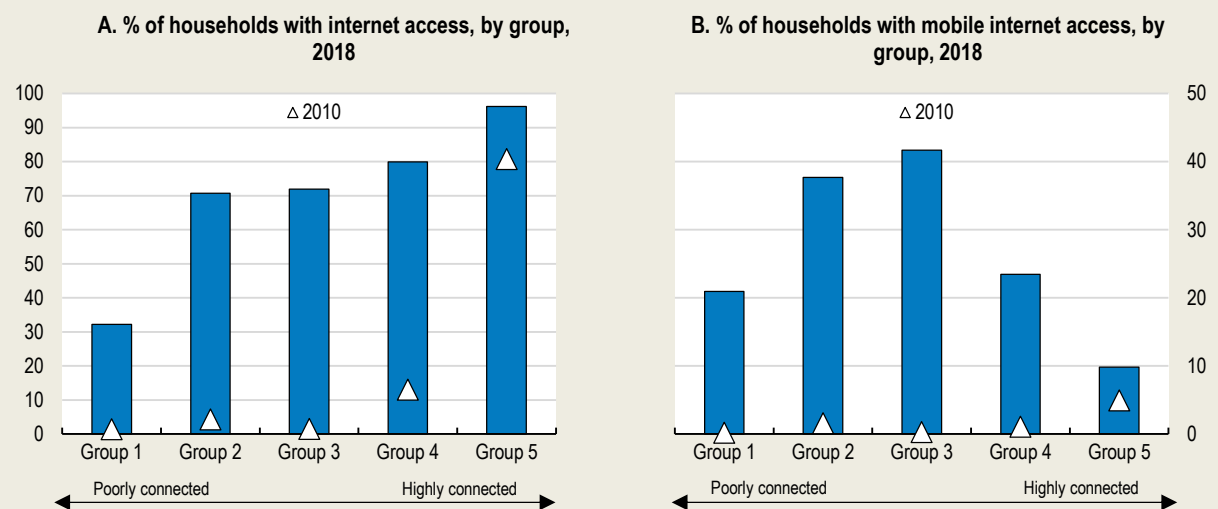 A. % of households with internet access, by group,
2018
100
90
80
70
60
50
40
30
20
10
0
△ 2010
Group 1 Group 2 Group 3 Group 4 Group 5
Poorly connected Highly connected
B. % of households with mobile internet access, by
group, 2018
△ 2010
50
40
30
20
10
0
Group 1 Group 2 Group 3 Group 4 Group 5
Poorly connected Highly connected